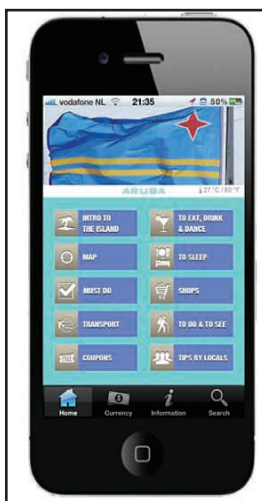 vodafone NL 21:35 50%
ARUBA
27 °C / 80 °F
INTRO TO
THE ISLAND
TO EAT, DRINK
& DANCE
MAP
TO SLEEP
MUST DO
SHOPS
TRANSPORT
TO DO & TO SEE
COUPONS
TIPS BY LOCALS
Home Currency Information Search